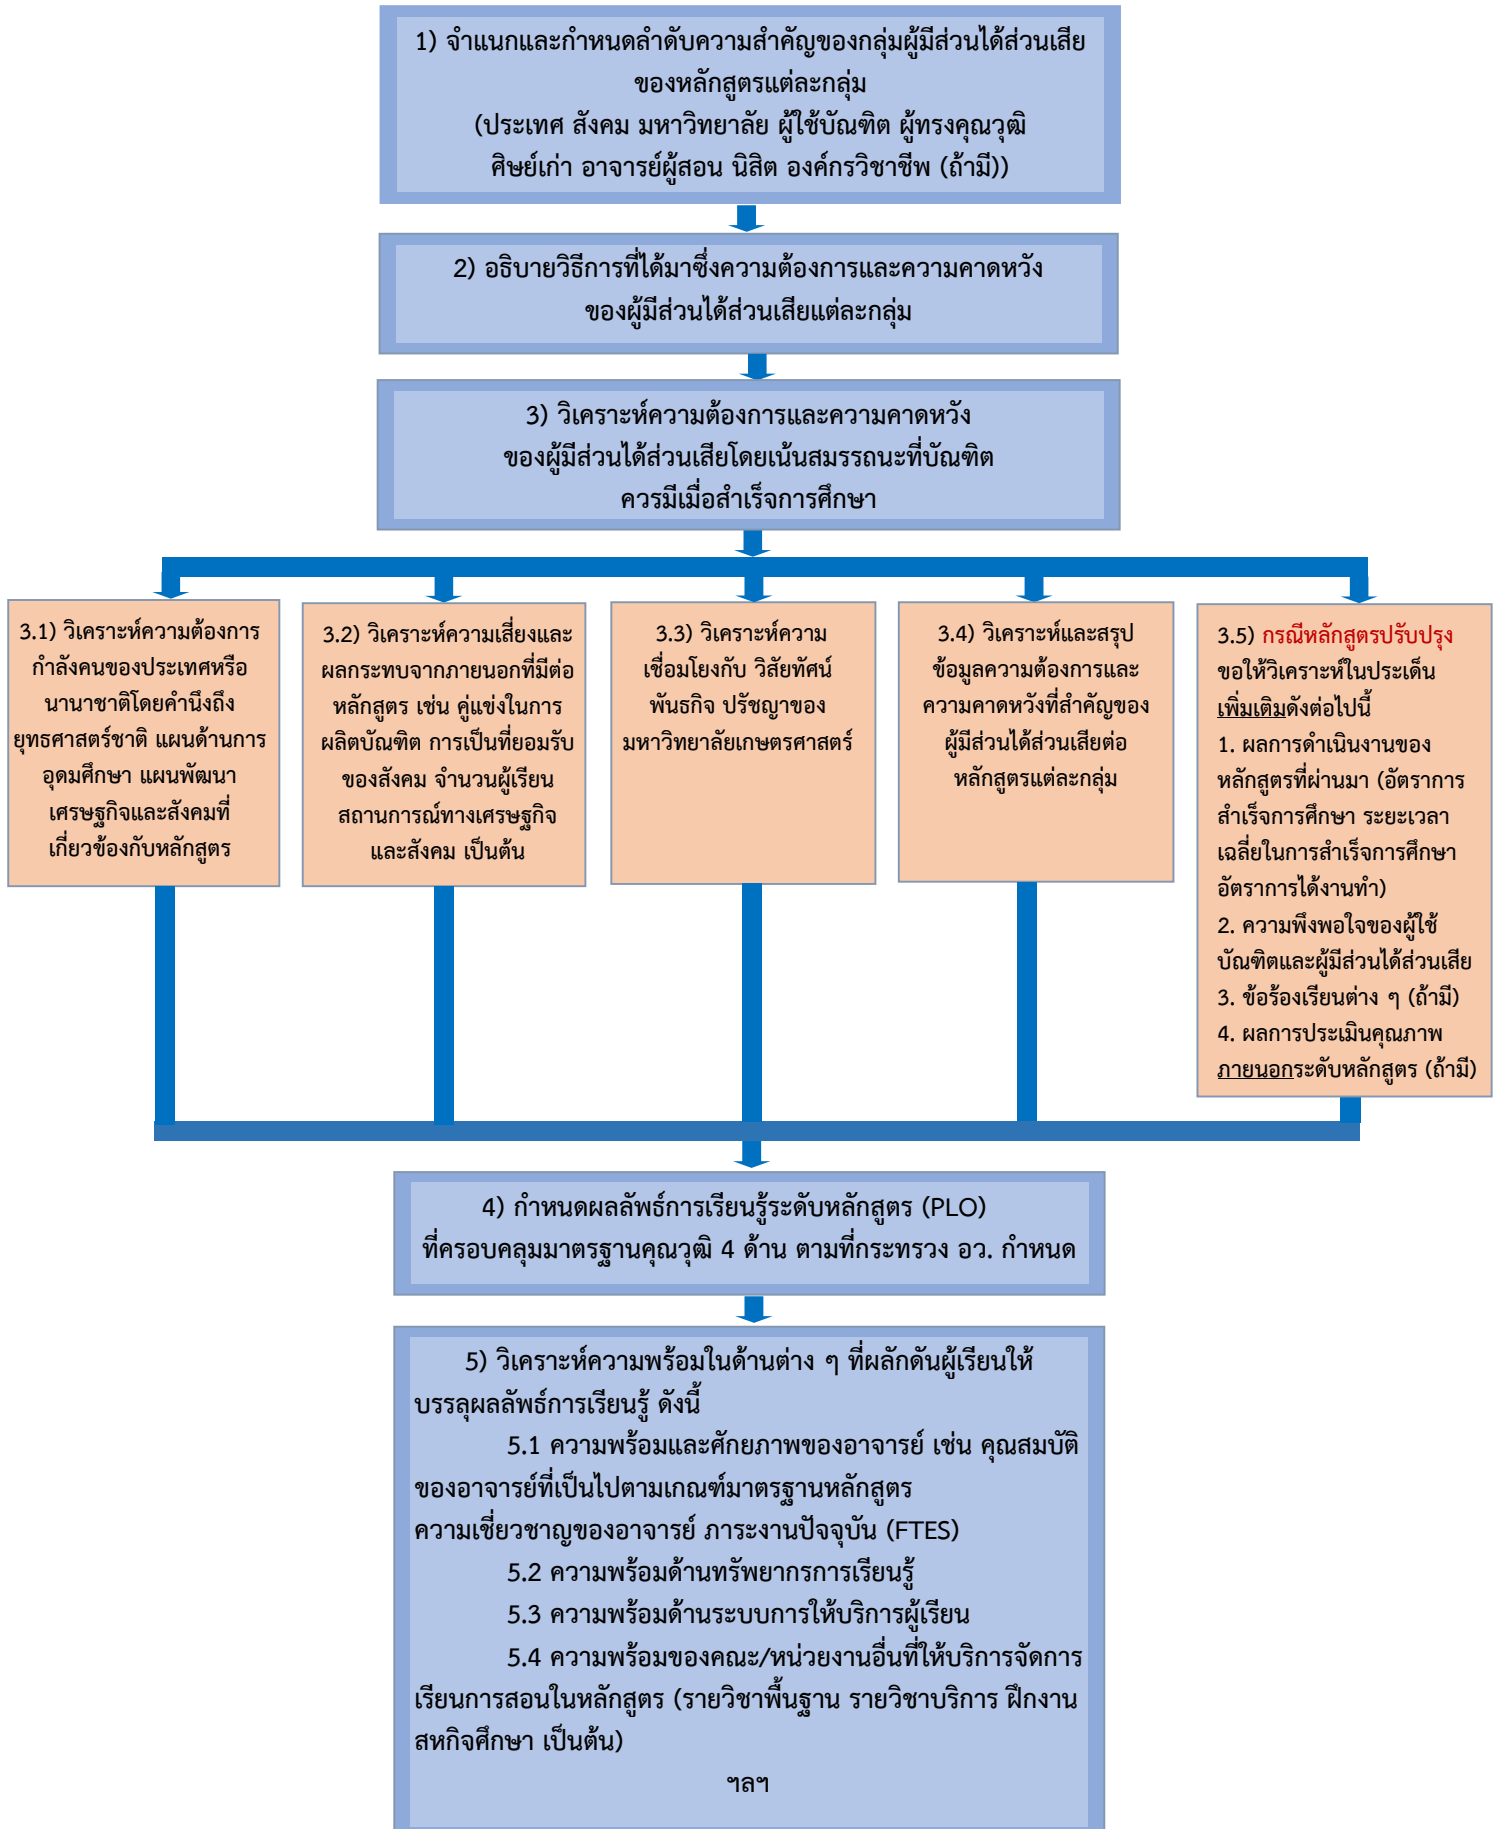 1) จำแนกและกำหนดลำดับความสำคัญของกลุ่มผู้มีส่วนได้ส่วนเสีย
ของหลักสูตรแต่ละกลุ่ม
(ประเทศ สังคม มหาวิทยาลัย ผู้ใช้บัณฑิต ผู้ทรงคุณวุฒิ
ศิษย์เก่า อาจารย์ผู้สอน นิสิต องค์กรวิชาชีพ (ถ้ามี))
2) อธิบายวิธีการที่ได้มาซึ่งความต้องการและความคาดหวัง
ของผู้มีส่วนได้ส่วนเสียแต่ละกลุ่ม
3) วิเคราะห์ความต้องการและความคาดหวัง
ของผู้มีส่วนได้ส่วนเสียโดยเน้นสมรรถนะที่บัณฑิต
ควรมีเมื่อสำเร็จการศึกษา
3.1) วิเคราะห์ความต้องการ
กำลังคนของประเทศหรือ
นานาชาติโดยคำนึงถึง
ยุทธศาสตร์ชาติ แผนด้านการ
อุดมศึกษา แผนพัฒนา
เศรษฐกิจและสังคมที่
เกี่ยวข้องกับหลักสูตร
3.2) วิเคราะห์ความเสี่ยงและ
ผลกระทบจากภายนอกที่มีต่อ
หลักสูตร เช่น คู่แข่งในการ
ผลิตบัณฑิต การเป็นที่ยอมรับ
ของสังคม จำนวนผู้เรียน
สถานการณ์ทางเศรษฐกิจ
และสังคม เป็นต้น
3.3) วิเคราะห์ความ
เชื่อมโยงกับ วิสัยทัศน์
พันธกิจ ปรัชญาของ
มหาวิทยาลัยเกษตรศาสตร์
3.4) วิเคราะห์และสรุป
ข้อมูลความต้องการและ
ความคาดหวังที่สำคัญของ
ผู้มีส่วนได้ส่วนเสียต่อ
หลักสูตรแต่ละกลุ่ม
3.5) กรณีหลักสูตรปรับปรุง
ขอให้วิเคราะห์ในประเด็น
เพิ่มเติมดังต่อไปนี้
1. ผลการดำเนินงานของ
หลักสูตรที่ผ่านมา (อัตราการ
สำเร็จการศึกษา ระยะเวลา
เฉลี่ยในการสำเร็จการศึกษา
อัตราการได้งานทำ)
2. ความพึงพอใจของผู้ใช้
บัณฑิตและผู้มีส่วนได้ส่วนเสีย
3. ข้อร้องเรียนต่าง ๆ (ถ้ามี)
4. ผลการประเมินคุณภาพ
ภายนอกระดับหลักสูตร (ถ้ามี)
4) กำหนดผลลัพธ์การเรียนรู้ระดับหลักสูตร (PLO)
ที่ครอบคลุมมาตรฐานคุณวุฒิ 4 ด้าน ตามที่กระทรวง อว. กำหนด
5) วิเคราะห์ความพร้อมในด้านต่าง ๆ ที่ผลักดันผู้เรียนให้
บรรลุผลลัพธ์การเรียนรู้ ดังนี้
5.1 ความพร้อมและศักยภาพของอาจารย์ เช่น คุณสมบัติ
ของอาจารย์ที่เป็นไปตามเกณฑ์มาตรฐานหลักสูตร
ความเชี่ยวชาญของอาจารย์ ภาระงานปัจจุบัน (FTES)
5.2 ความพร้อมด้านทรัพยากรการเรียนรู้
5.3 ความพร้อมด้านระบบการให้บริการผู้เรียน
5.4 ความพร้อมของคณะ/หน่วยงานอื่นที่ให้บริการจัดการ
เรียนการสอนในหลักสูตร (รายวิชาพื้นฐาน รายวิชาบริการ ฝึกงาน
สหกิจศึกษา เป็นต้น)
ฯลฯ